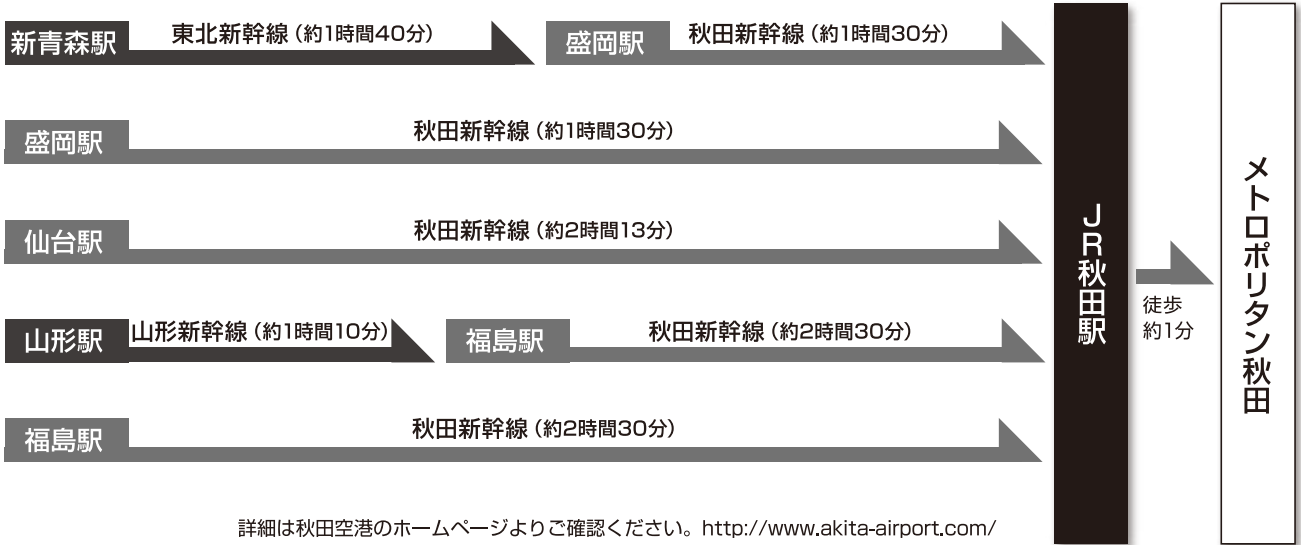 新青森駅 東北新幹線（約1時間40分） 盛岡駅 秋田新幹線（約1時間30分）
盛岡駅 秋田新幹線（約1時間30分）
仙台駅 秋田新幹線（約2時間13分）
山形駅 山形新幹線（約1時間10分） 福島駅 秋田新幹線（約2時間30分）
福島駅 秋田新幹線（約2時間30分）
JR秋田駅
徒歩
約1分
メトロポリタン秋田
詳細は秋田空港のホームページよりご確認ください。http://www.akita-airport.com/